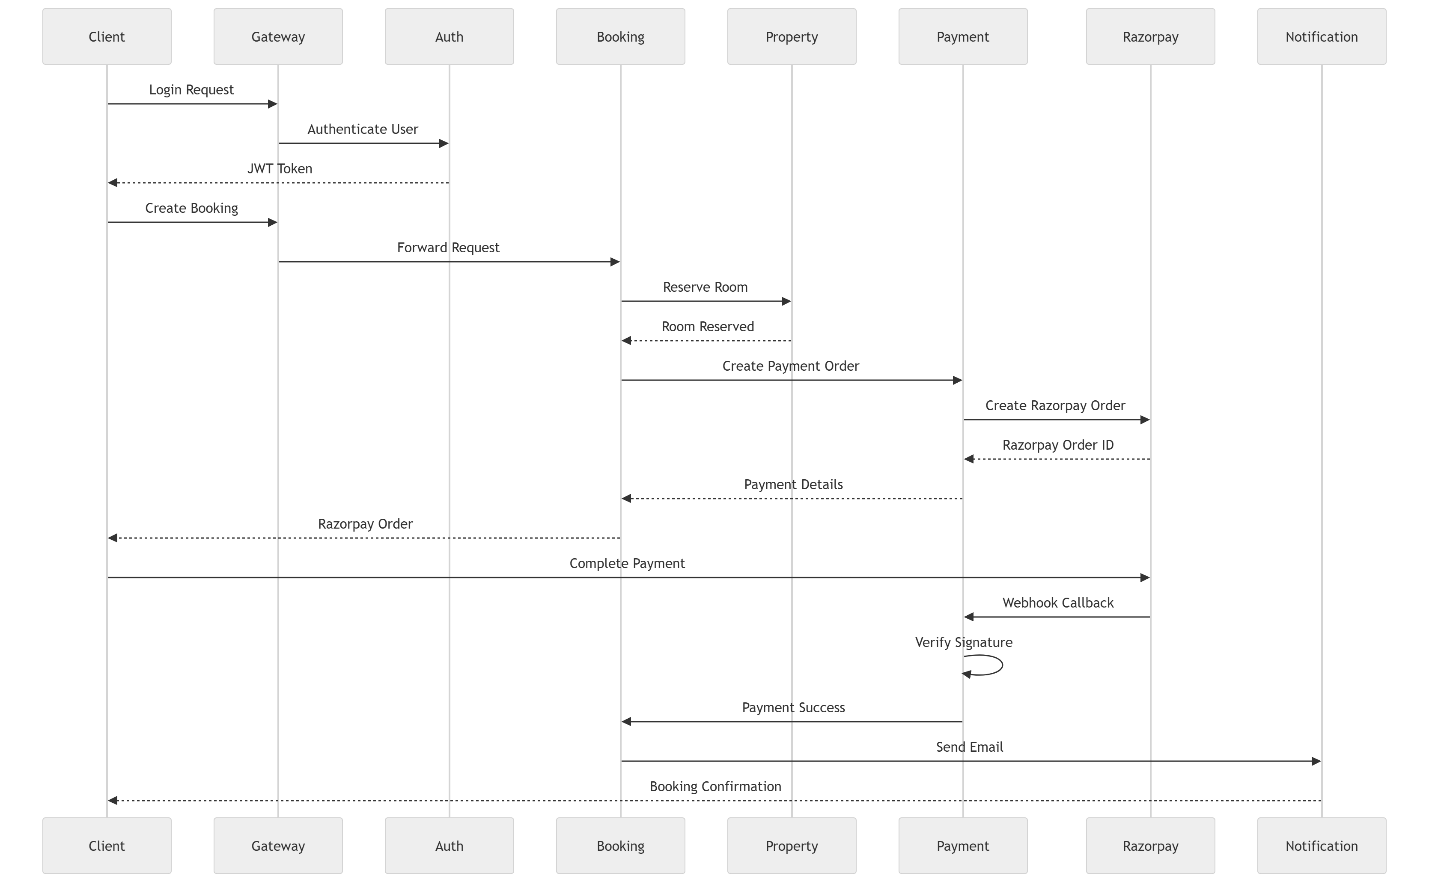 Client
Gateway
Auth
Booking
Property
Payment
Razorpay
Notification
Login Request
Authenticate User
JWT Token
Create Booking
Forward Request
Reserve Room
Room Reserved
Create Payment Order
Create Razorpay Order
Razorpay Order ID
Payment Details
Razorpay Order
Complete Payment
Webhook Callback
Verify Signature
Payment Success
Send Email
Booking Confirmation
Client
Gateway
Auth
Booking
Property
Payment
Razorpay
Notification